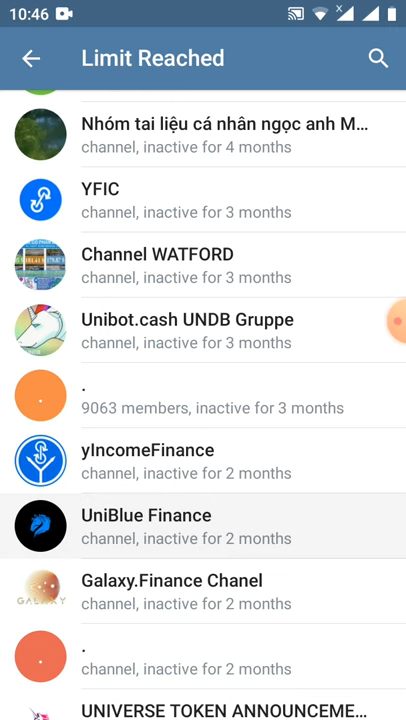 10:46
Limit Reached
Nhóm tài liệu cá nhân ngọc anh M...
channel, inactive for 4 months
YFIC
channel, inactive for 3 months
Channel WATFORD
channel, inactive for 3 months
Unibot.cash UNDB Gruppe
channel, inactive for 3 months
.
9063 members, inactive for 3 months
yIncomeFinance
channel, inactive for 2 months
UniBlue Finance
channel, inactive for 2 months
Galaxy.Finance Chanel
channel, inactive for 2 months
GALAXY
.
channel, inactive for 2 months
UNIVERSE TOKEN ANNOUNCEME...